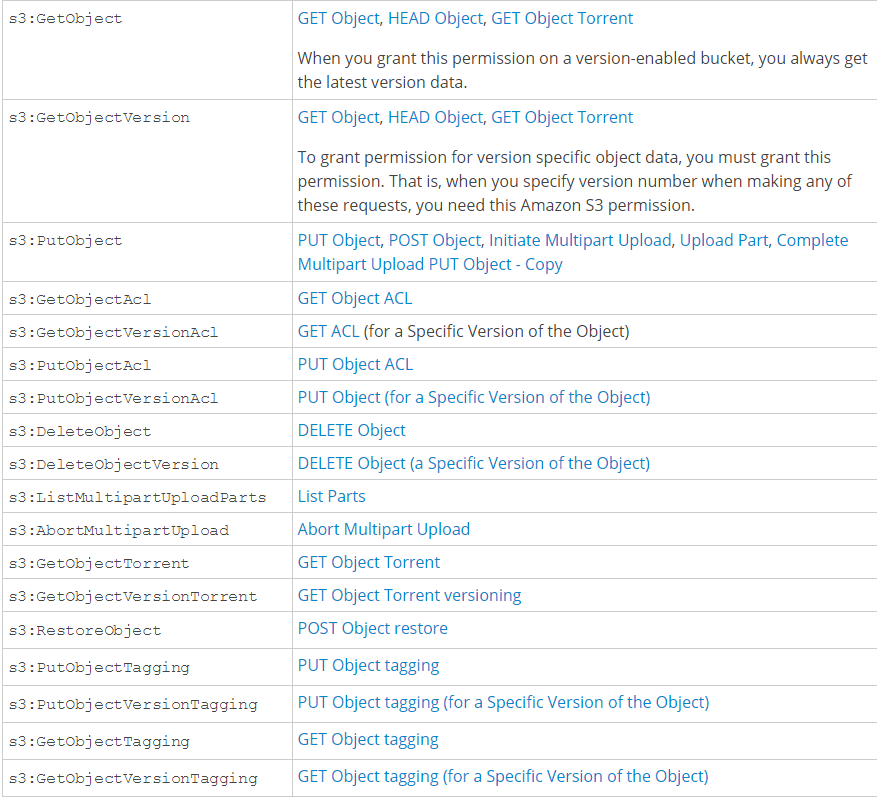 s3:GetObject GET Object, HEAD Object, GET Object Torrent
When you grant this permission on a version-enabled bucket, you always get
the latest version data.
s3:GetObjectVersion GET Object, HEAD Object, GET Object Torrent
To grant permission for version specific object data, you must grant this
permission. That is, when you specify version number when making any of
these requests, you need this Amazon S3 permission.
s3:PutObject PUT Object, POST Object, Initiate Multipart Upload, Upload Part, Complete
Multipart Upload PUT Object - Copy
s3:GetObjectAcl GET Object ACL
s3:GetObjectVersionAcl GET ACL (for a Specific Version of the Object)
s3:PutObjectAcl PUT Object ACL
s3:PutObjectVersionAcl PUT Object (for a Specific Version of the Object)
s3:DeleteObject DELETE Object
s3:DeleteObjectVersion DELETE Object (a Specific Version of the Object)
s3:ListMultipartUploadParts List Parts
s3:AbortMultipartUpload Abort Multipart Upload
s3:GetObjectTorrent GET Object Torrent
s3:GetObjectVersionTorrent GET Object Torrent versioning
s3:RestoreObject POST Object restore
s3:PutObjectTagging PUT Object tagging
s3:PutObjectVersionTagging PUT Object tagging (for a Specific Version of the Object)
s3:GetObjectTagging GET Object tagging
s3:GetObjectVersionTagging GET Object tagging (for a Specific Version of the Object)